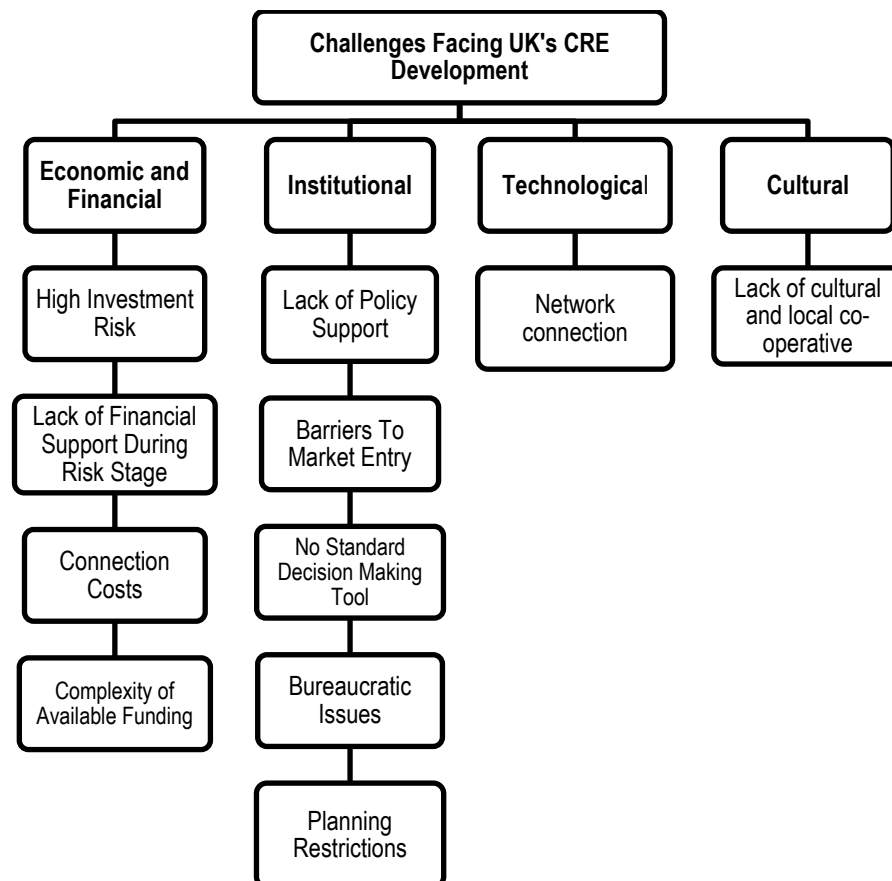 Challenges Facing UK's CRE
Development
Economic and
Financial
Institutional
Technological
Cultural
High Investment
Risk
Lack of Policy
Support
Network
connection
Lack of cultural
and local co-
operative
Lack of Financial
Support During
Risk Stage
Barriers To
Market Entry
Connection
Costs
No Standard
Decision Making
Tool
Complexity of
Available Funding
Bureaucratic
Issues
Planning
Restrictions